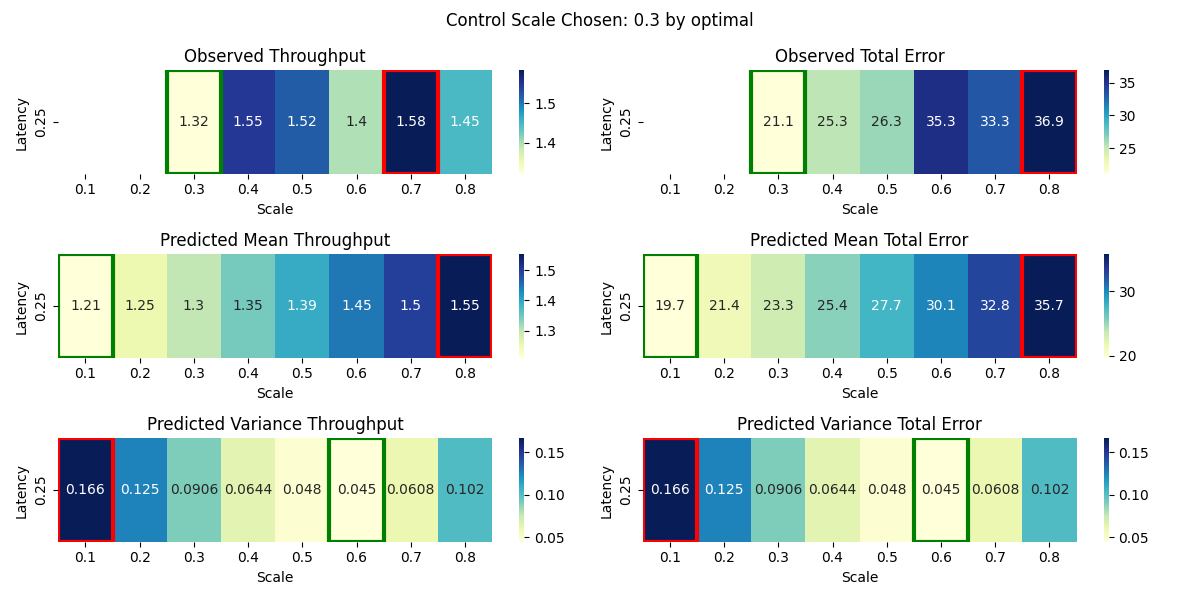 Control Scale Chosen: 0.3 by optimal
Observed Throughput
Latency
0.25
1.32 1.55 1.52 1.4 1.58 1.45
0.1 0.2 0.3 0.4 0.5 0.6 0.7 0.8
Scale
1.5
1.4
Observed Total Error
Latency
0.25
21.1 25.3 26.3 35.3 33.3 36.9
0.1 0.2 0.3 0.4 0.5 0.6 0.7 0.8
Scale
35
30
25
Predicted Mean Throughput
Latency
0.25
1.21 1.25 1.3 1.35 1.39 1.45 1.5 1.55
0.1 0.2 0.3 0.4 0.5 0.6 0.7 0.8
Scale
1.5
1.4
1.3
Predicted Mean Total Error
Latency
0.25
19.7 21.4 23.3 25.4 27.7 30.1 32.8 35.7
0.1 0.2 0.3 0.4 0.5 0.6 0.7 0.8
Scale
30
20
Predicted Variance Throughput
Latency
0.25
0.166 0.125 0.0906 0.0644 0.048 0.045 0.0608 0.102
0.1 0.2 0.3 0.4 0.5 0.6 0.7 0.8
Scale
0.15
0.10
0.05
Predicted Variance Total Error
Latency
0.25
0.166 0.125 0.0906 0.0644 0.048 0.045 0.0608 0.102
0.1 0.2 0.3 0.4 0.5 0.6 0.7 0.8
Scale
0.15
0.10
0.05